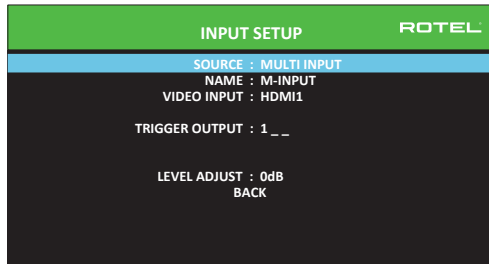 INPUT SETUP ROTEL
SOURCE : MULTI INPUT
NAME : M-INPUT
VIDEO INPUT : HDMI1
TRIGGER OUTPUT : 1 _ _
LEVEL ADJUST : 0dB
BACK